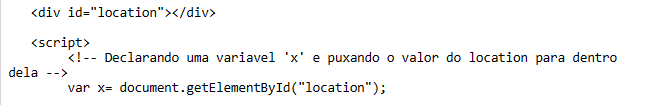 <div id="location"></div>
<script>
<!-- Declarando uma variavel 'x' e puxando o valor do location para dentro
dela -->
var x= document.getElementById("location");